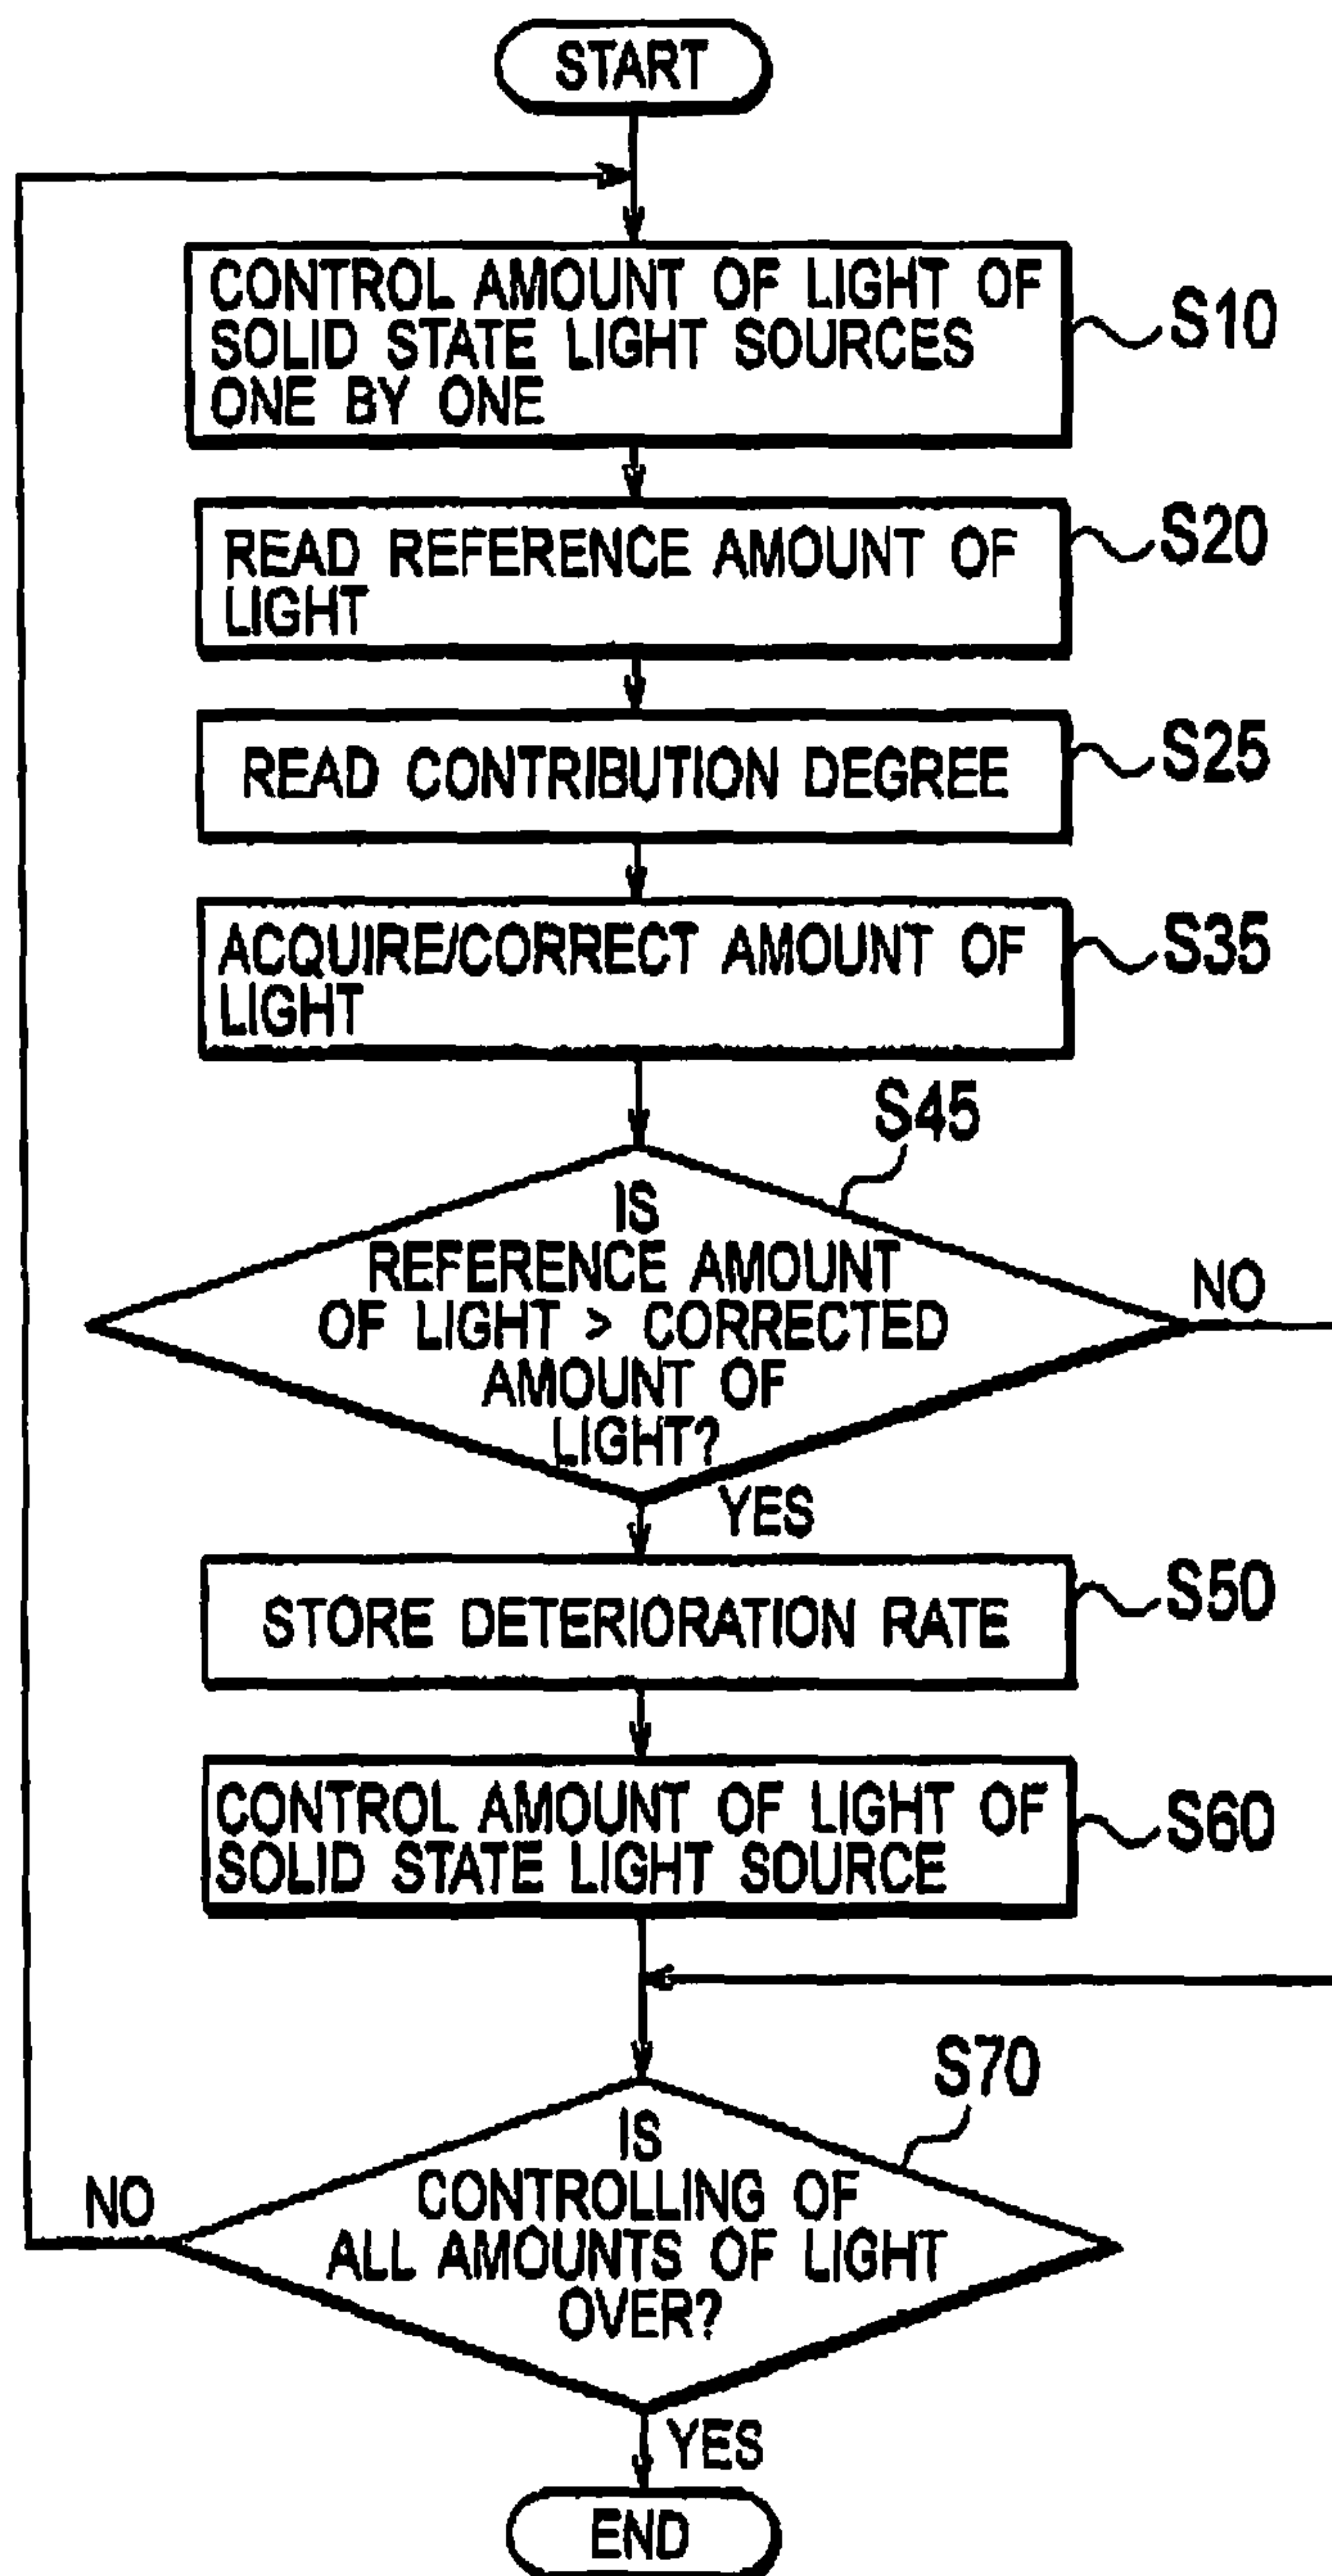 START
CONTROL AMOUNT OF LIGHT OF
SOLID STATE LIGHT SOURCES
ONE BY ONE
S10
READ REFERENCE AMOUNT OF
LIGHT
S20
READ CONTRIBUTION DEGREE
S25
ACQUIRE/CORRECT AMOUNT OF
LIGHT
S35
S45
IS
REFERENCE AMOUNT
OF LIGHT > CORRECTED
AMOUNT OF
LIGHT?
NO
YES
STORE DETERIORATION RATE
S50
CONTROL AMOUNT OF LIGHT OF
SOLID STATE LIGHT SOURCE
S60
S70
IS
CONTROLLING OF
ALL AMOUNTS OF LIGHT
OVER?
NO
YES
END